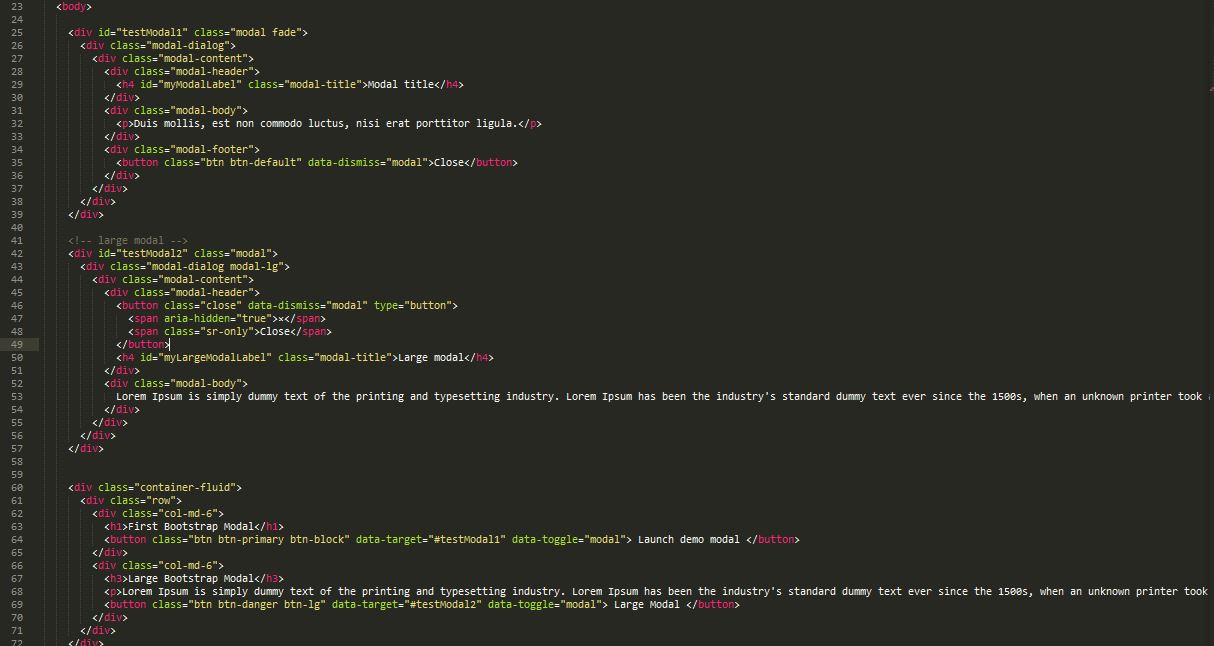 23 <body>
24
25 <div id="testModal1" class="modal fade">
26 <div class="modal-dialog">
27 <div class="modal-content">
28 <div class="modal-header">
29 <h4 id="myModalLabel" class="modal-title">Modal title</h4>
30 </div>
31 <div class="modal-body">
32 <p>Duis mollis, est non commodo luctus, nisi erat porttitor ligula.</p>
33 </div>
34 <div class="modal-footer">
35 <button class="btn btn-default" data-dismiss="modal">Close</button>
36 </div>
37 </div>
38 </div>
39 </div>
40
41 <!-- large modal -->
42 <div id="testModal2" class="modal">
43 <div class="modal-dialog modal-lg">
44 <div class="modal-content">
45 <div class="modal-header">
46 <button class="close" data-dismiss="modal" type="button">
47 <span aria-hidden="true">×</span>
48 <span class="sr-only">Close</span>
49 </button>
50 <h4 id="myLargeModalLabel" class="modal-title">Large modal</h4>
51 </div>
52 <div class="modal-body">
53 Lorem Ipsum is simply dummy text of the printing and typesetting industry. Lorem Ipsum has been the industry's standard dummy text ever since the 1500s, when an unknown printer took
54 </div>
55 </div>
56 </div>
57 </div>
58
59
60 <div class="container-fluid">
61 <div class="row">
62 <div class="col-md-6">
63 <h1>First Bootstrap Modal</h1>
64 <button class="btn btn-primary btn-block" data-target="#testModal1" data-toggle="modal"> Launch demo modal </button>
65 </div>
66 <div class="col-md-6">
67 <h3>Large Bootstrap Modal</h3>
68 <p>Lorem Ipsum is simply dummy text of the printing and typesetting industry. Lorem Ipsum has been the industry's standard dummy text ever since the 1500s, when an unknown printer took
69 <button class="btn btn-danger btn-lg" data-target="#testModal2" data-toggle="modal"> Large Modal </button>
70 </div>
71 </div>
72 </div>